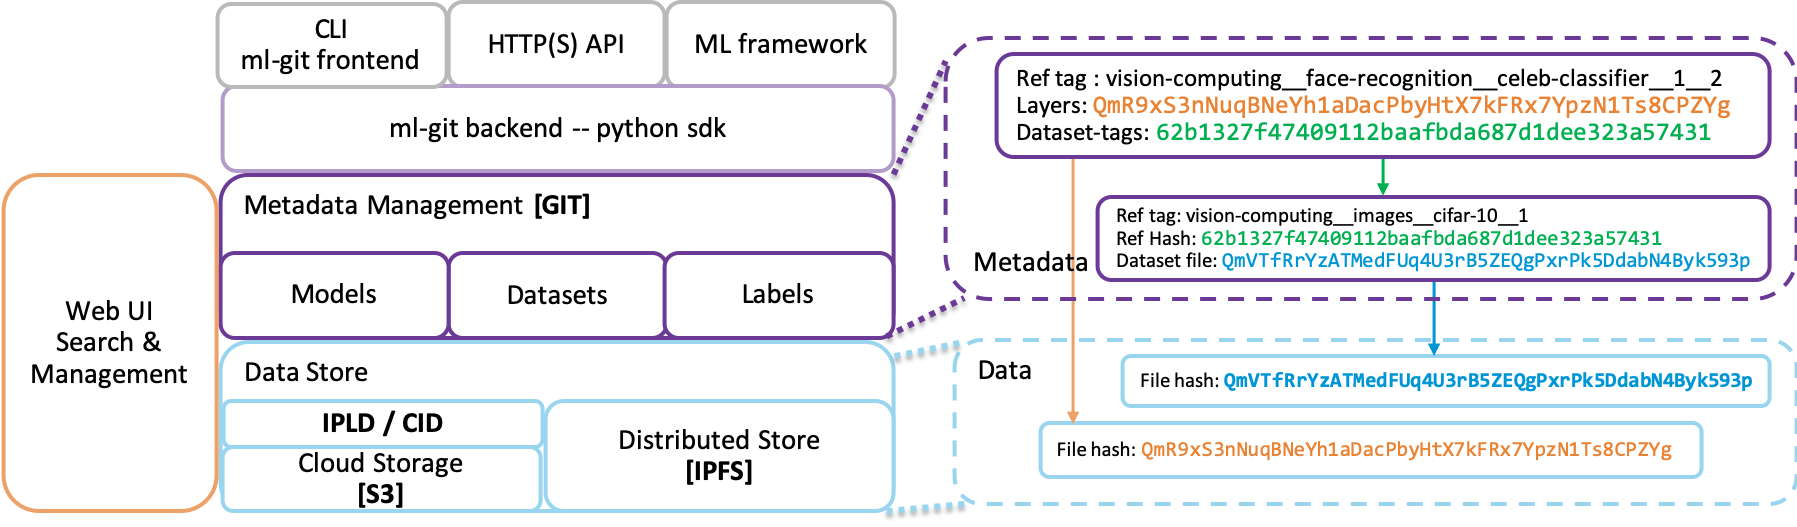 CLI
ml-git frontend
HTTP(S) API
ML framework
ml-git backend -- python sdk
Metadata Management [GIT]
Models
Datasets
Labels
Web UI
Search &
Management
Data Store
IPLD / CID
Cloud Storage
[S3]
Distributed Store
[IPFS]
Ref tag : vision-computing__face-recognition__celeb-classifier__1__2
Layers: QmR9xS3nNuqBNeYh1aDacPbyHtX7kFRx7YpzN1Ts8CPZYg
Dataset-tags: 62b1327f47409112baafbda687d1dee323a57431
Ref tag: vision-computing__images__cifar-10__1
Ref Hash: 62b1327f47409112baafbda687d1dee323a57431
Dataset file: QmVTfRrYzATMedFUq4U3rB5ZEQgPxrPk5DdabN4Byk593p
Metadata
Data
File hash: QmVTfRrYzATMedFUq4U3rB5ZEQgPxrPk5DdabN4Byk593p
File hash: QmR9xS3nNuqBNeYh1aDacPbyHtX7kFRx7YpzN1Ts8CPZYg